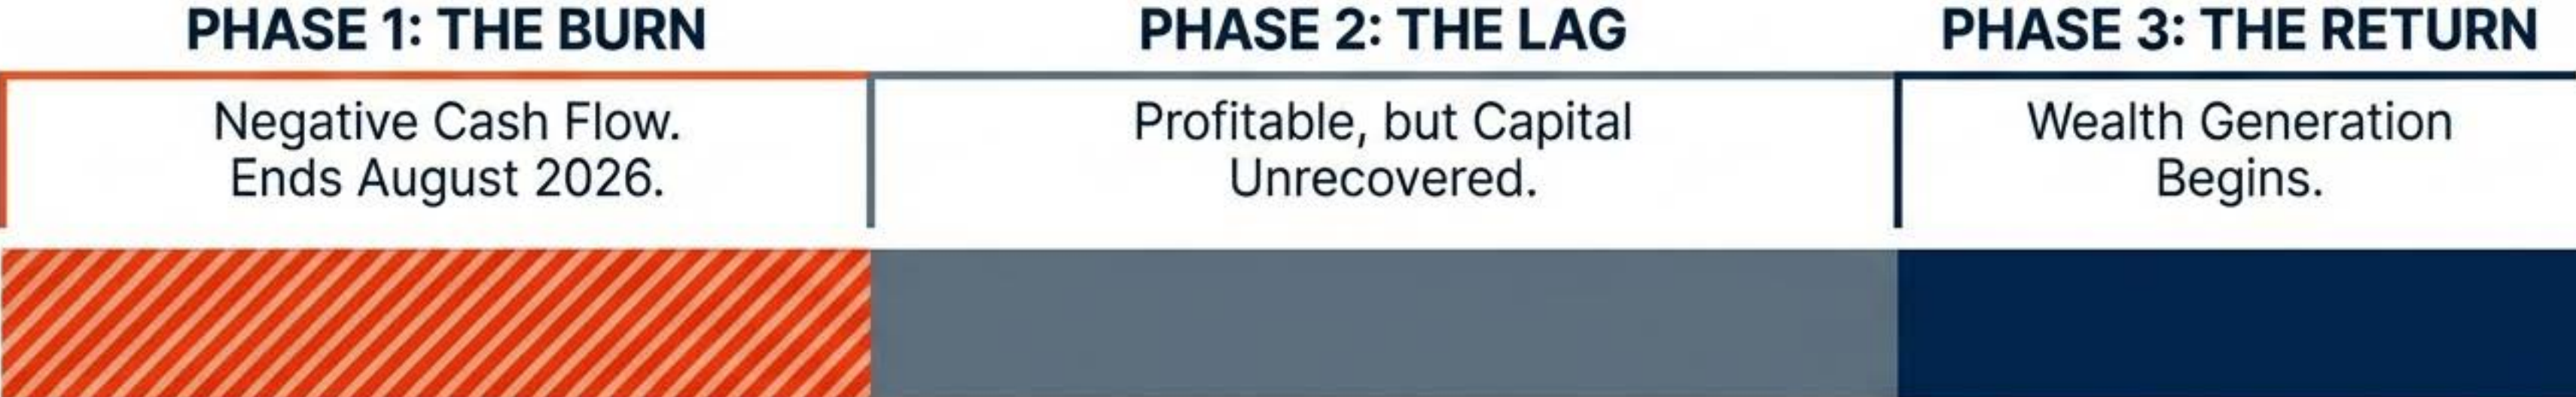 PHASE 1: THE BURN
Negative Cash Flow.
Ends August 2026.
PHASE 2: THE LAG
Profitable, but Capital
Unrecovered.
PHASE 3: THE RETURN
Wealth Generation
Begins.